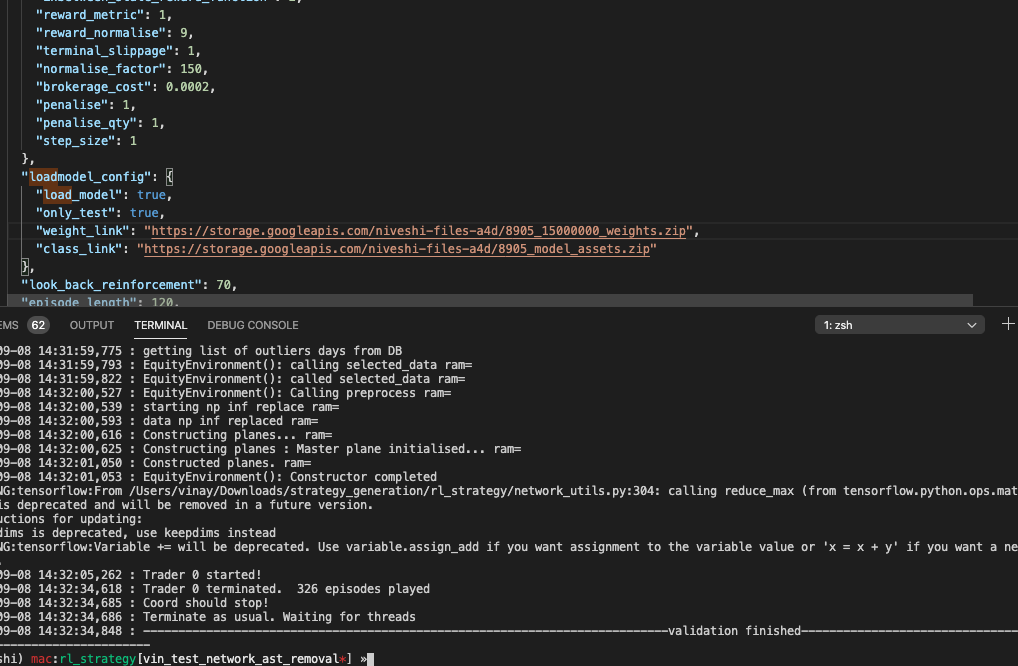 "reward_metric": 1,
"reward_normalise": 9,
"terminal_slippage": 1,
"normalise_factor": 150,
"brokerage_cost": 0.0002,
"penalise": 1,
"penalise_qty": 1,
"step_size": 1
},
"loadmodel_config": {
"load_model": true,
"only_test": true,
"weight_link": "https://storage.googleapis.com/niveshi-files-a4d/8905_15000000_weights.zip",
"class_link": "https://storage.googleapis.com/niveshi-files-a4d/8905_model_assets.zip"
},
"look_back_reinforcement": 70,
"episode_length": 120,
EMS 62 OUTPUT TERMINAL DEBUG CONSOLE 1: zsh
09-08 14:31:59,775 : getting list of outliers days from DB
09-08 14:31:59,793 : EquityEnvironment(): calling selected_data ram=
09-08 14:31:59,822 : EquityEnvironment(): called selected_data ram=
09-08 14:32:00,527 : EquityEnvironment(): Calling preprocess ram=
09-08 14:32:00,539 : starting np inf replace ram=
09-08 14:32:00,593 : data np inf replaced ram=
09-08 14:32:00,616 : Constructing planes... ram=
09-08 14:32:00,625 : Constructing planes : Master plane initialised... ram=
09-08 14:32:01,050 : Constructed planes. ram=
09-08 14:32:01,053 : EquityEnvironment(): Constructor completed
NG:tensorflow:From /Users/vinay/Downloads/strategy_generation/rl_strategy/network_utils.py:304: calling reduce_max (from tensorflow.python.ops.mat
is deprecated and will be removed in a future version.
uctions for updating:
dims is deprecated, use keepdims instead
NG:tensorflow:Variable += will be deprecated. Use variable.assign_add if you want assignment to the variable value or 'x = x + y' if you want a ne
.
09-08 14:32:05,262 : Trader 0 started!
09-08 14:32:34,618 : Trader 0 terminated.  326 episodes played
09-08 14:32:34,685 : Coord should stop!
09-08 14:32:34,686 : Terminate as usual. Waiting for threads
09-08 14:32:34,848 : ---------------------------------------------------------------------------validation finished-------------------------------
----------------------
shi) mac:rl_strategy[vin_test_network_ast_removal*] »